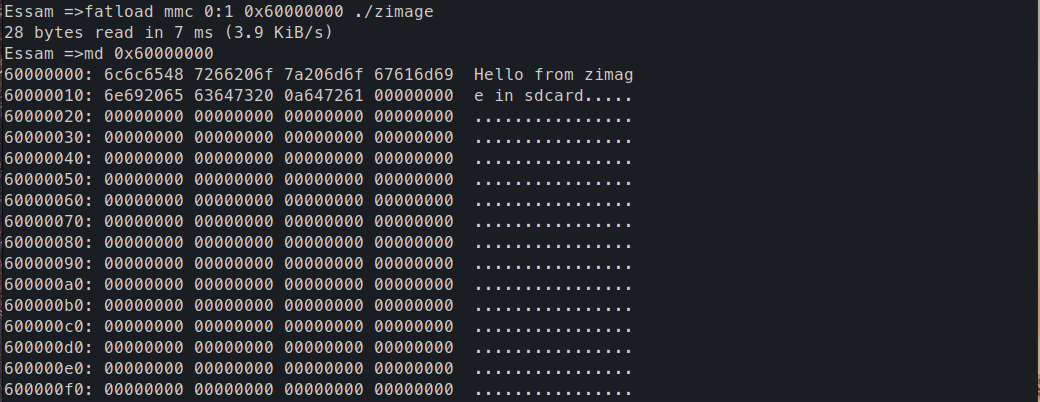 Essam =>fatload mmc 0:1 0x60000000 ./zimage
28 bytes read in 7 ms (3.9 KiB/s)
Essam =>md 0x60000000
60000000: 6c6c6548 7266206f 7a206d6f 67616d69  Hello from zimag
60000010: 6e692065 63647320 0a647261 00000000  e in sdcard.....
60000020: 00000000 00000000 00000000 00000000  ................
60000030: 00000000 00000000 00000000 00000000  ................
60000040: 00000000 00000000 00000000 00000000  ................
60000050: 00000000 00000000 00000000 00000000  ................
60000060: 00000000 00000000 00000000 00000000  ................
60000070: 00000000 00000000 00000000 00000000  ................
60000080: 00000000 00000000 00000000 00000000  ................
60000090: 00000000 00000000 00000000 00000000  ................
600000a0: 00000000 00000000 00000000 00000000  ................
600000b0: 00000000 00000000 00000000 00000000  ................
600000c0: 00000000 00000000 00000000 00000000  ................
600000d0: 00000000 00000000 00000000 00000000  ................
600000e0: 00000000 00000000 00000000 00000000  ................
600000f0: 00000000 00000000 00000000 00000000  ................